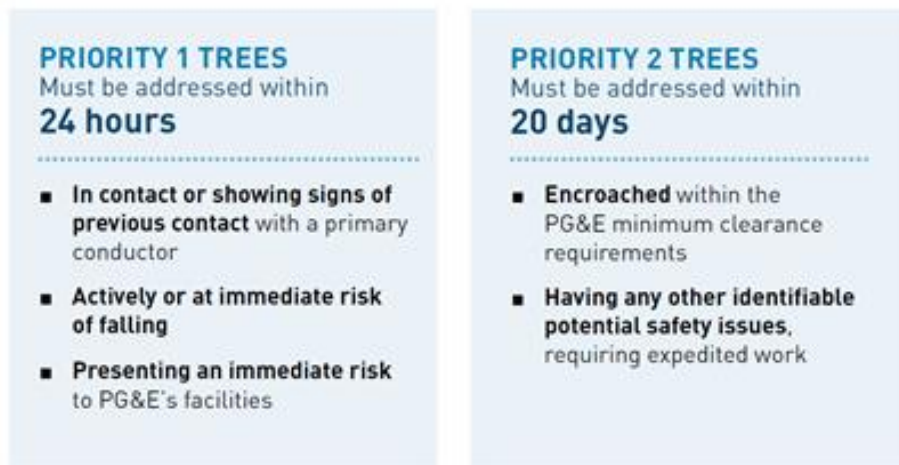 PRIORITY 1 TREES
Must be addressed within
24 hours
■ In contact or showing signs of
previous contact with a primary
conductor
■ Actively or at immediate risk
of falling
■ Presenting an immediate risk
to PG&E's facilities
PRIORITY 2 TREES
Must be addressed within
20 days
■ Encroached within the
PG&E minimum clearance
requirements
■ Having any other identifiable
potential safety issues,
requiring expedited work